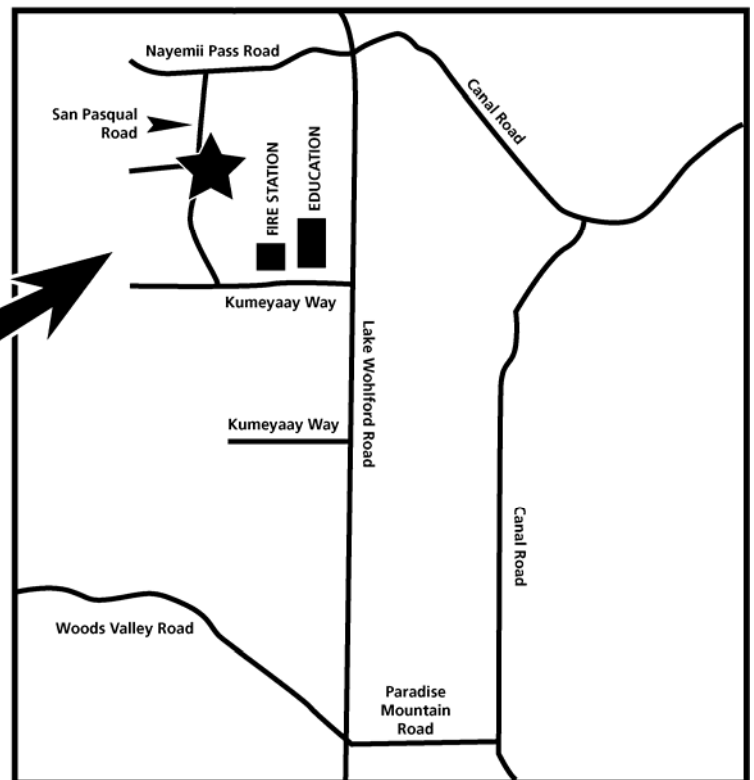 Nayemii Pass Road
San Pasqual
Road
Canal Road
FIRE STATION
EDUCATION
Kumeyaay Way
Lake Wohlford Road
Kumeyaay Way
Canal Road
Woods Valley Road
Paradise
Mountain
Road